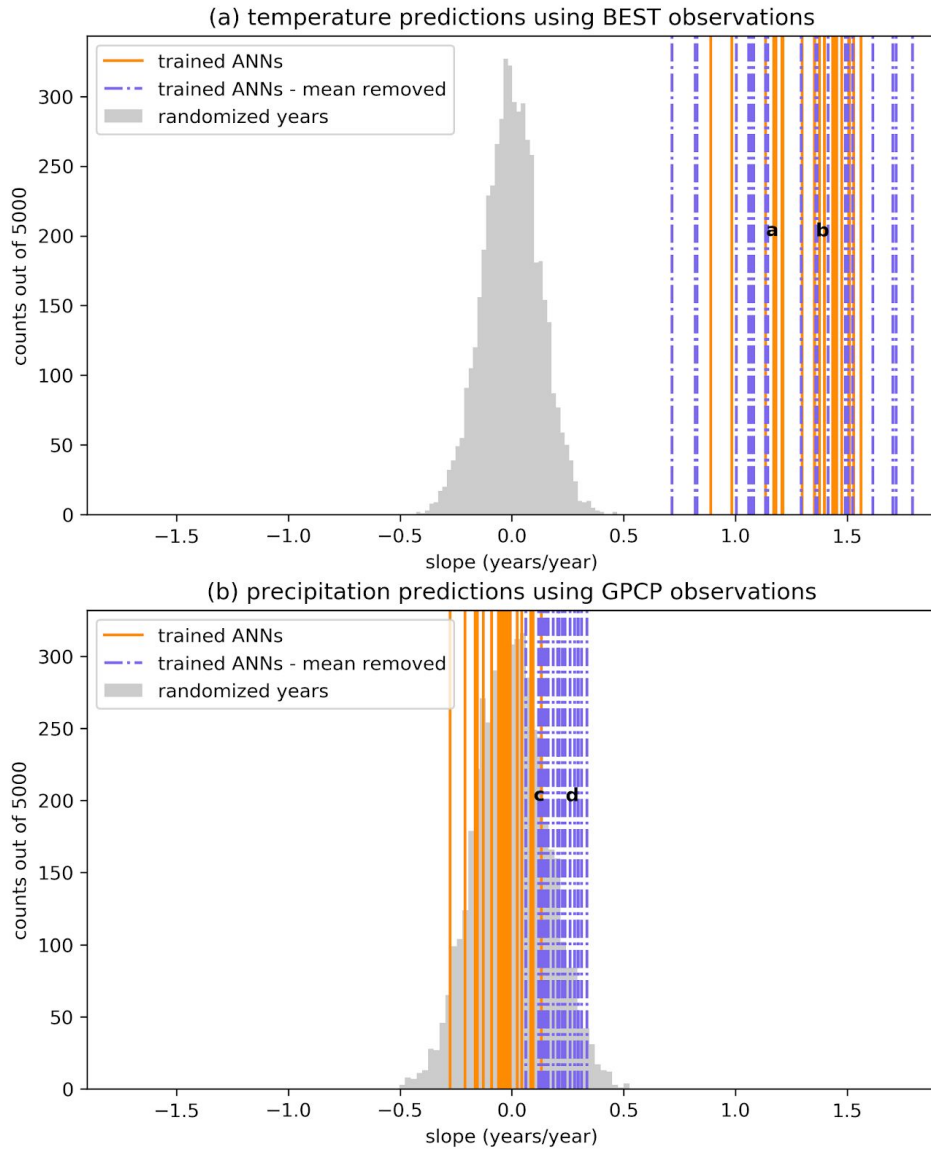 (a) temperature predictions using BEST observations
trained ANNs
trained ANNs - mean removed
randomized years
300
250
200
150
100
50
0
counts out of 5000
a
b
−1.5
−1.0
−0.5
0.0
0.5
1.0
1.5
slope (years/year)
(b) precipitation predictions using GPCP observations
trained ANNs
trained ANNs - mean removed
randomized years
300
250
200
150
100
50
0
counts out of 5000
c
d
−1.5
−1.0
−0.5
0.0
0.5
1.0
1.5
slope (years/year)